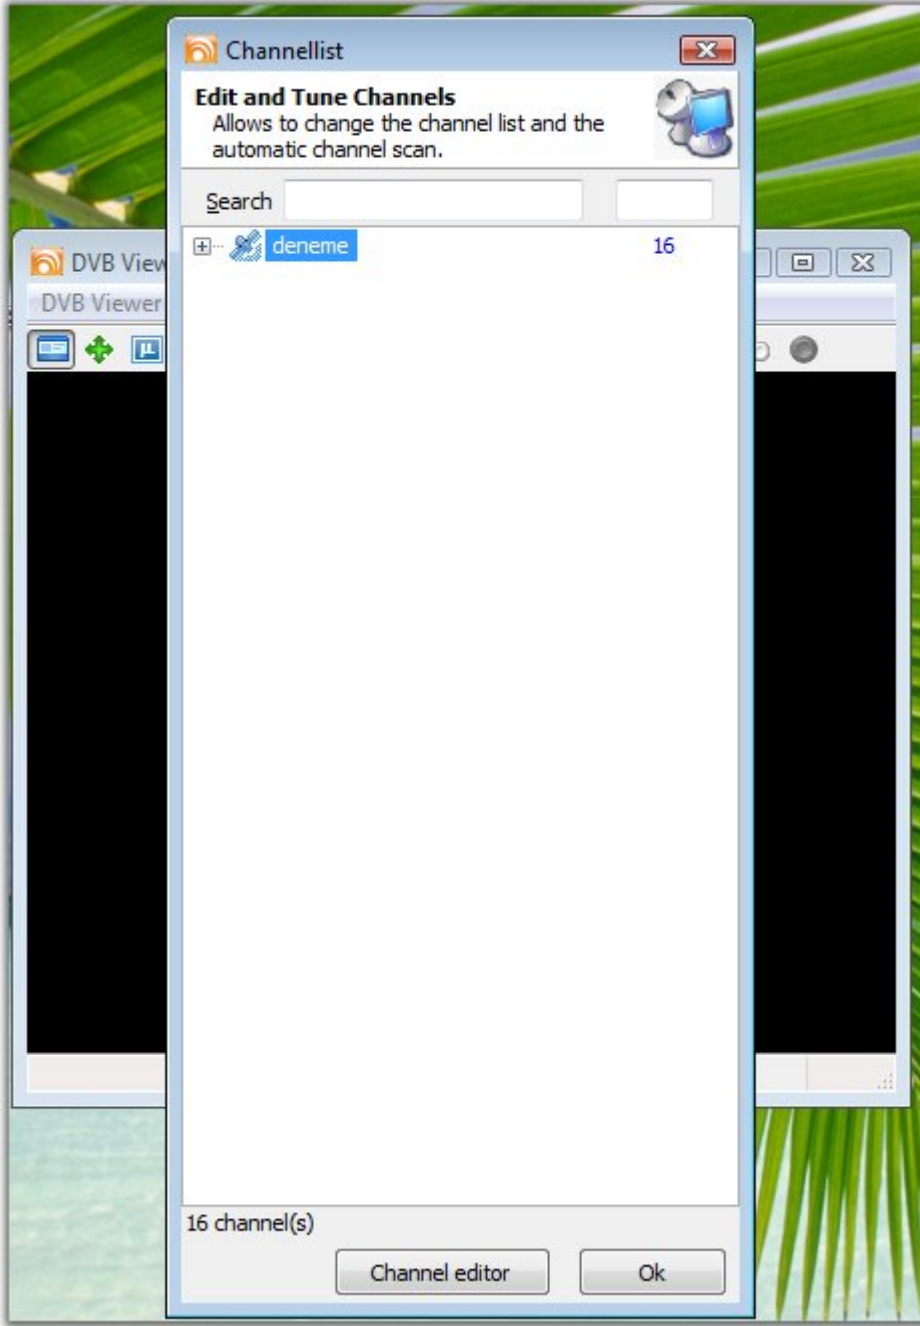 Channellist
Edit and Tune Channels
Allows to change the channel list and the
automatic channel scan.
Search
deneme 16
DVB View
DVB Viewer
µ
16 channel(s)
Channel editor Ok